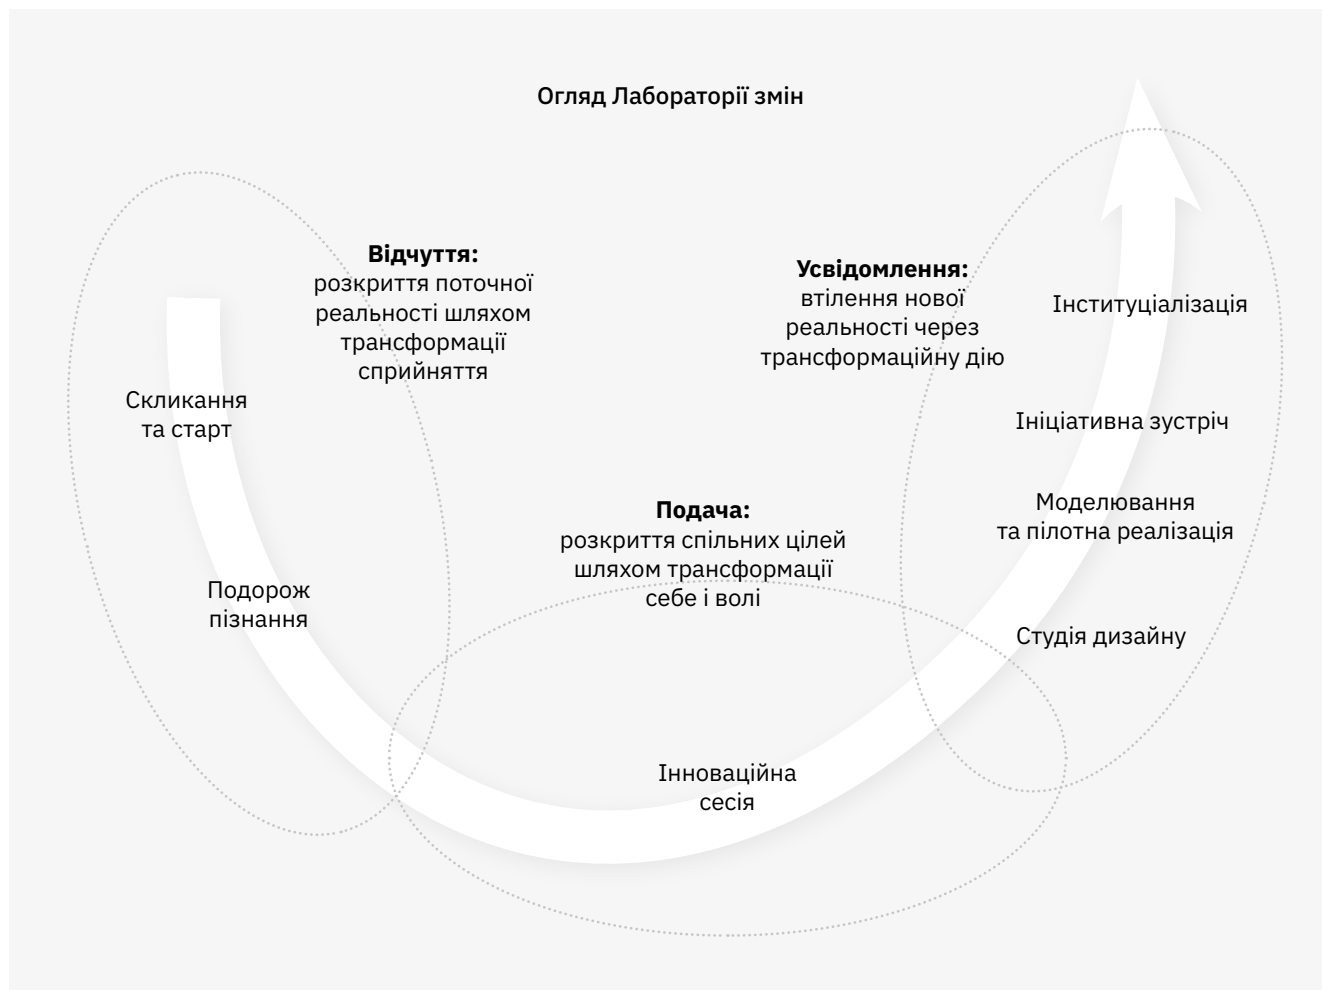 Огляд Лабораторії змін
Відчуття:
розкриття поточної
реальності шляхом
трансформації
сприйняття
Скликання
та старт
Подорож
пізнання
Подача:
розкриття спільних цілей
шляхом трансформації
себе і волі
Інноваційна
сесія
Усвідомлення:
втілення нової
реальності через
трансформаційну дію
Інституціалізація
Ініціативна зустріч
Моделювання
та пілотна реалізація
Студія дизайну